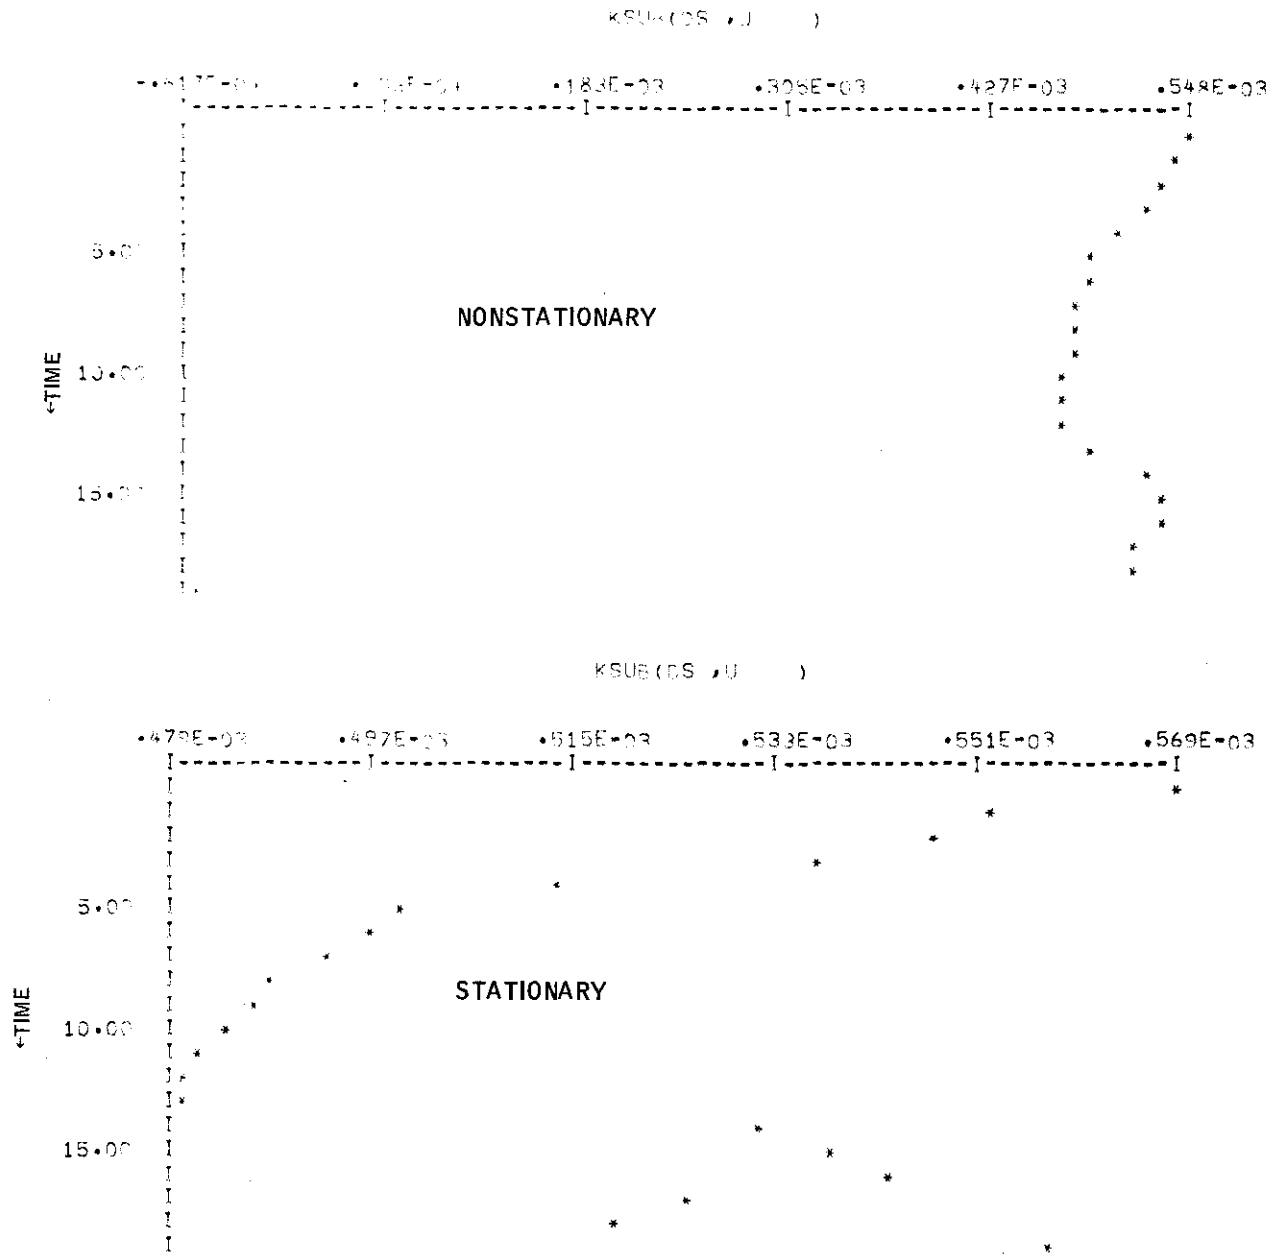 KSUB(DS ,U )
.183E-03 .305E-03 .427E-03 .548E-03
NONSTATIONARY
←TIME
10.00
15.00
KSUB(DS ,U )
.479E-03 .497E-03 .515E-03 .533E-03 .551E-03 .569E-03
5.00
STATIONARY
←TIME
10.00
15.00